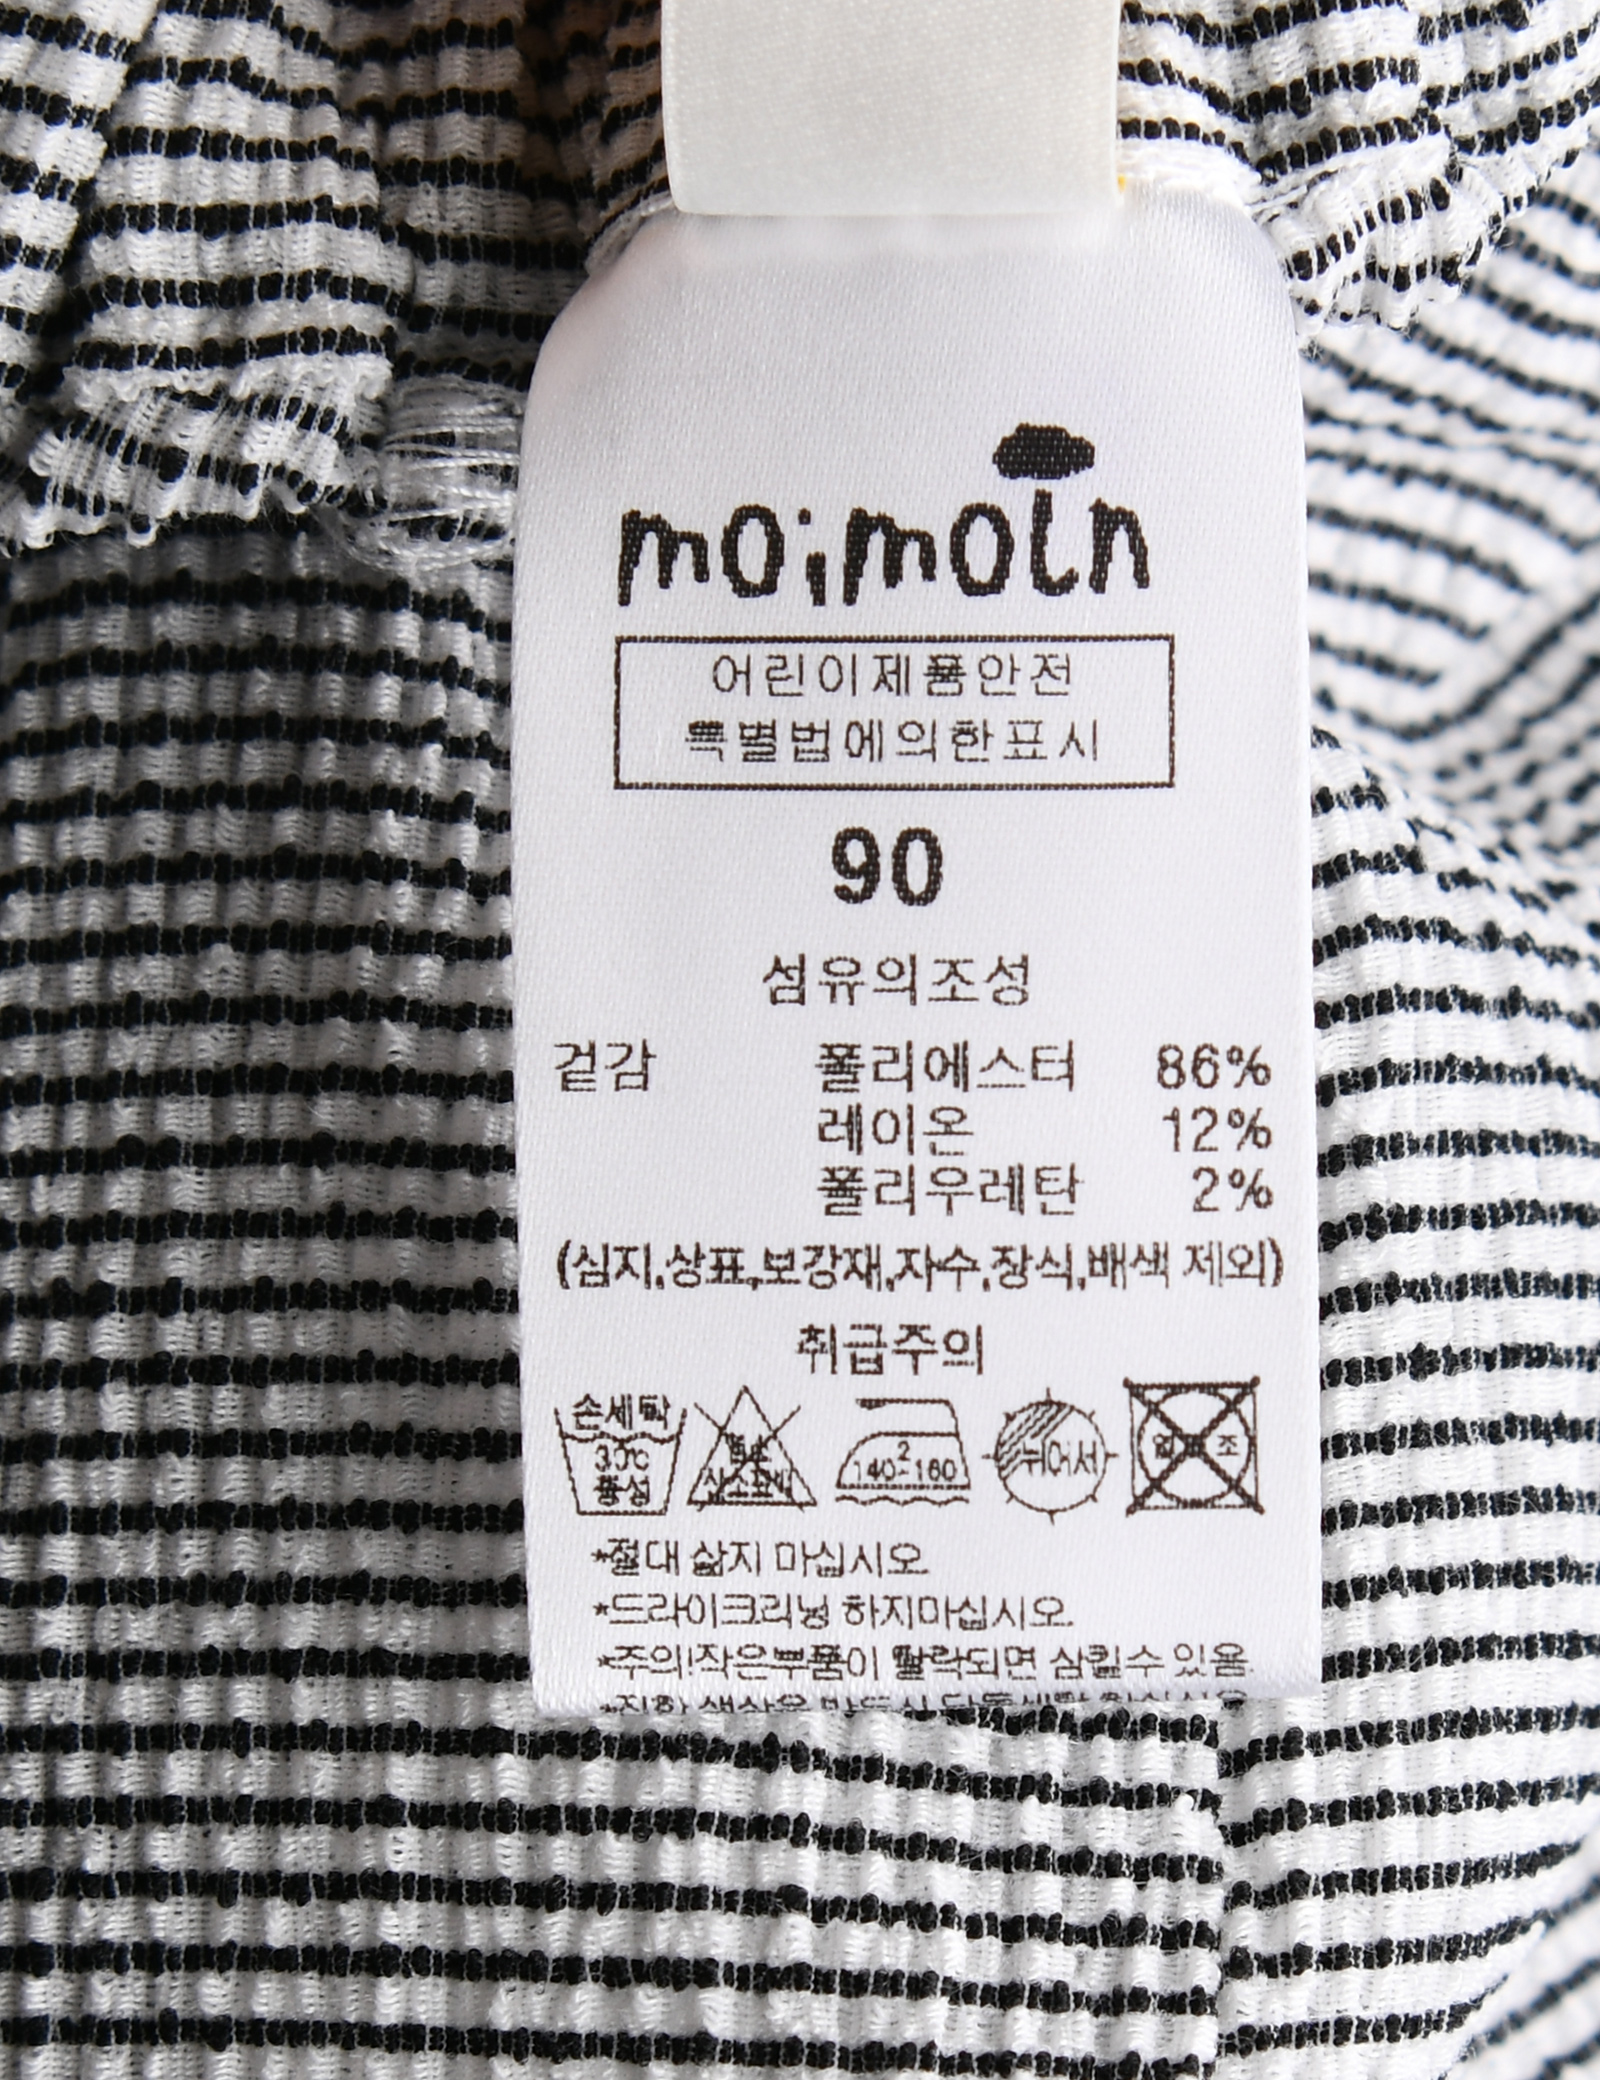 moimoln
어린이제품안전
특별법에의한표시
90
섬유의조성
겉감 폴리에스터 86%
레이온 12%
폴리우레탄 2%
(심지,상표,보강재,자수,장식,배색 제외)
취급주의
손세탁
30℃
중성
2
140-160
뉘어서
*절대 삶지 마십시오
*드라이크리닝 하지마십시오
*주의!작은부품이 탈락되면 삼킬수 있음